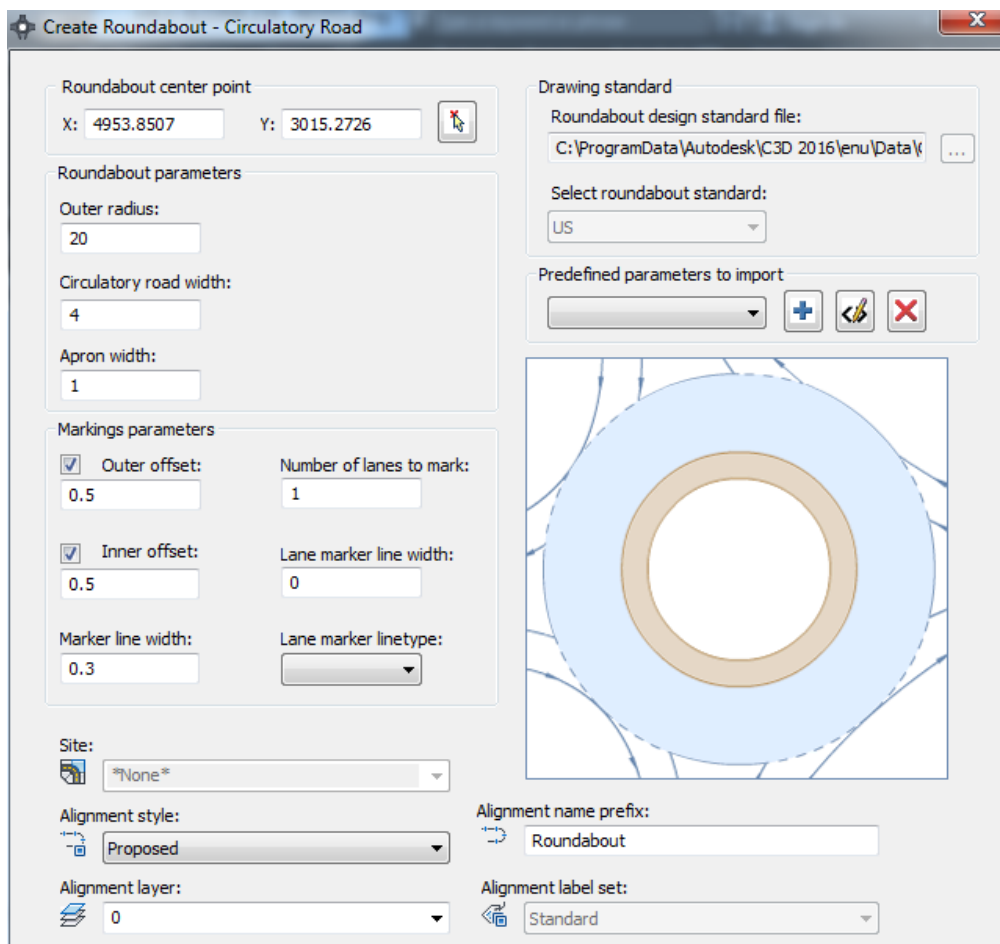 Create Roundabout - Circulatory Road
Roundabout center point
X: 4953.8507 Y: 3015.2726
Roundabout parameters
Outer radius:
20
Circulatory road width:
4
Apron width:
1
Markings parameters
Outer offset:
0.5
Number of lanes to mark:
1
Inner offset:
0.5
Lane marker line width:
0
Marker line width:
0.3
Lane marker linetype:
Drawing standard
Roundabout design standard file:
C:\ProgramData\Autodesk\C3D 2016\enu\Data\
...
Select roundabout standard:
US
Predefined parameters to import
Site:
*None*
Alignment style:
Proposed
Alignment layer:
0
Alignment name prefix:
Roundabout
Alignment label set:
Standard